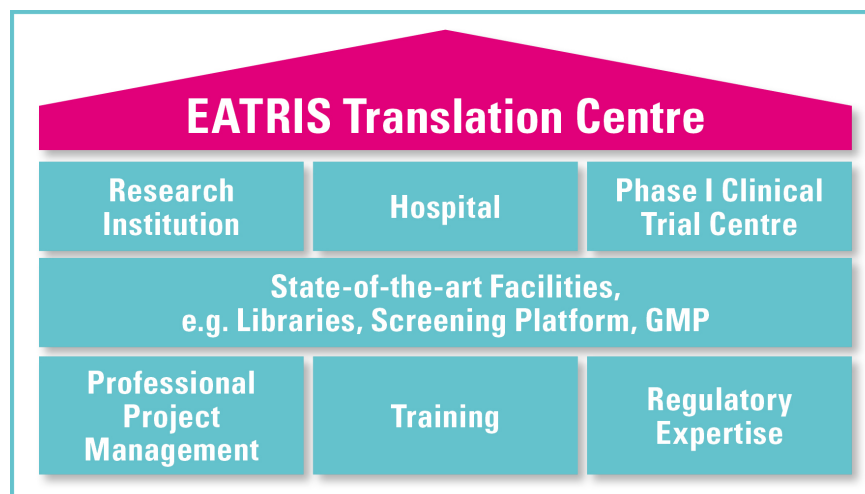 EATRIS Translation Centre
Research
Institution
Hospital
Phase I Clinical
Trial Centre
State-of-the-art Facilities,
e.g. Libraries, Screening Platform, GMP
Professional
Project
Management
Training
Regulatory
Expertise